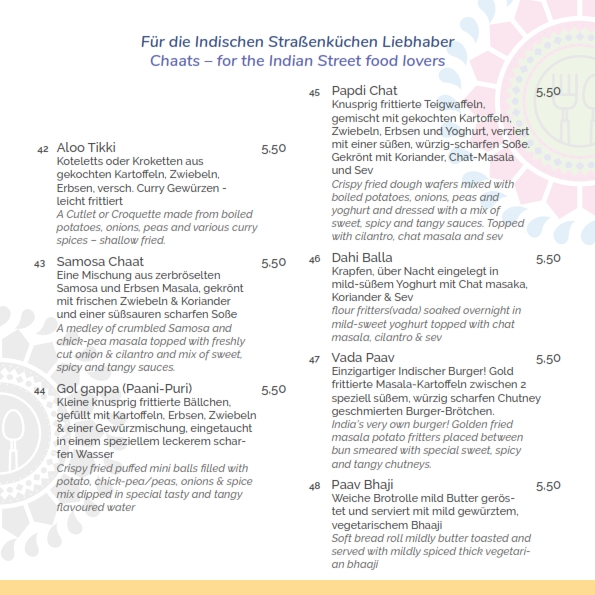 Für die Indischen Straßenküchen Liebhaber
Chaats – for the Indian Street food lovers
42 Aloo Tikki 5,50
Koteletts oder Kroketten aus
gekochten Kartoffeln, Zwiebeln,
Erbsen, versch. Curry Gewürzen -
leicht frittiert
A Cutlet or Croquette made from boiled
potatoes, onions, peas and various curry
spices – shallow fried.
43 Samosa Chaat 5,50
Eine Mischung aus zerbröselten
Samosa und Erbsen Masala, gekrönt
mit frischen Zwiebeln & Koriander
und einer süßsauren scharfen Soße
A medley of crumbled Samosa and
chick-pea masala topped with freshly
cut onion & cilantro and mix of sweet,
spicy and tangy sauces.
44 Gol gappa (Paani-Puri) 5,50
Kleine knusprig frittierte Bällchen,
gefüllt mit Kartoffeln, Erbsen, Zwiebeln
& einer Gewürzmischung, eingetaucht
in einem speziellem leckerem schar-
fen Wasser
Crispy fried puffed mini balls filled with
potato, chick-pea/peas, onions & spice
mix dipped in special tasty and tangy
flavoured water
45 Papdi Chat 5,50
Knusprig frittierte Teigwaffeln,
gemischt mit gekochten Kartoffeln,
Zwiebeln, Erbsen und Yoghurt, verziert
mit einer süßen, würzig-scharfen Soße.
Gekrönt mit Koriander, Chat-Masala
und Sev
Crispy fried dough wafers mixed with
boiled potatoes, onions, peas and
yoghurt and dressed with a mix of
sweet, spicy and tangy sauces. Topped
with cilantro, chat masala and sev
46 Dahi Balla 5,50
Krapfen, über Nacht eingelegt in
mild-süßem Yoghurt mit Chat masaka,
Koriander & Sev
flour fritters(vada) soaked overnight in
mild-sweet yoghurt topped with chat
masala, cilantro & sev
47 Vada Paav 5,50
Einzigartiger Indischer Burger! Gold
frittierte Masala-Kartoffeln zwischen 2
speziell süßem, würzig scharfen Chutney
geschmierten Burger-Brötchen.
India's very own burger! Golden fried
masala potato fritters placed between
bun smeared with special sweet, spicy
and tangy chutneys.
48 Paav Bhaji 5,50
Weiche Brotrolle mild Butter gerös-
tet und serviert mit mild gewürztem,
vegetarischem Bhaaji
Soft bread roll mildly butter toasted and
served with mildly spiced thick vegetari-
an bhaaji